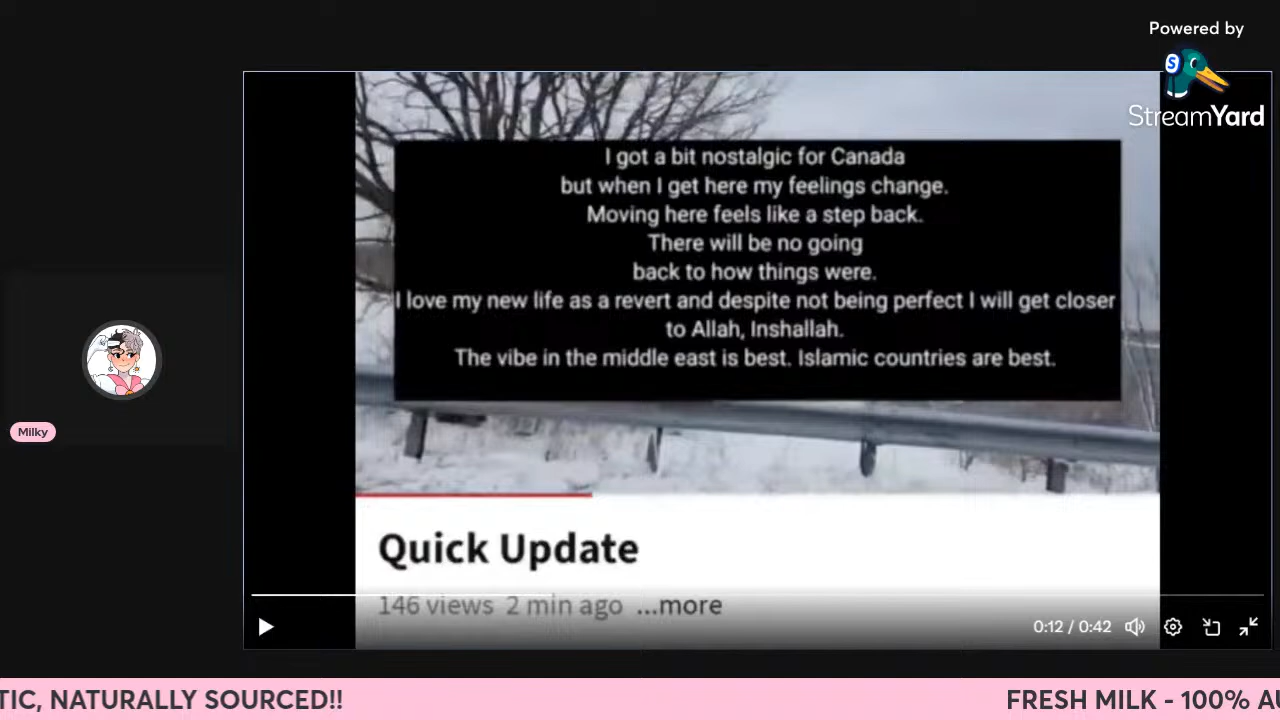 Powered by
StreamYard
I got a bit nostalgic for Canada
but when I get here my feelings change.
Moving here feels like a step back.
There will be no going
back to how things were.
I love my new life as a revert and despite not being perfect I will get closer
to Allah, Inshallah.
The vibe in the middle east is best. Islamic countries are best.
Milky
Quick Update
146 views 2 min ago ...more
0:12 / 0:42
TIC, NATURALLY SOURCED!!
FRESH MILK - 100% AU